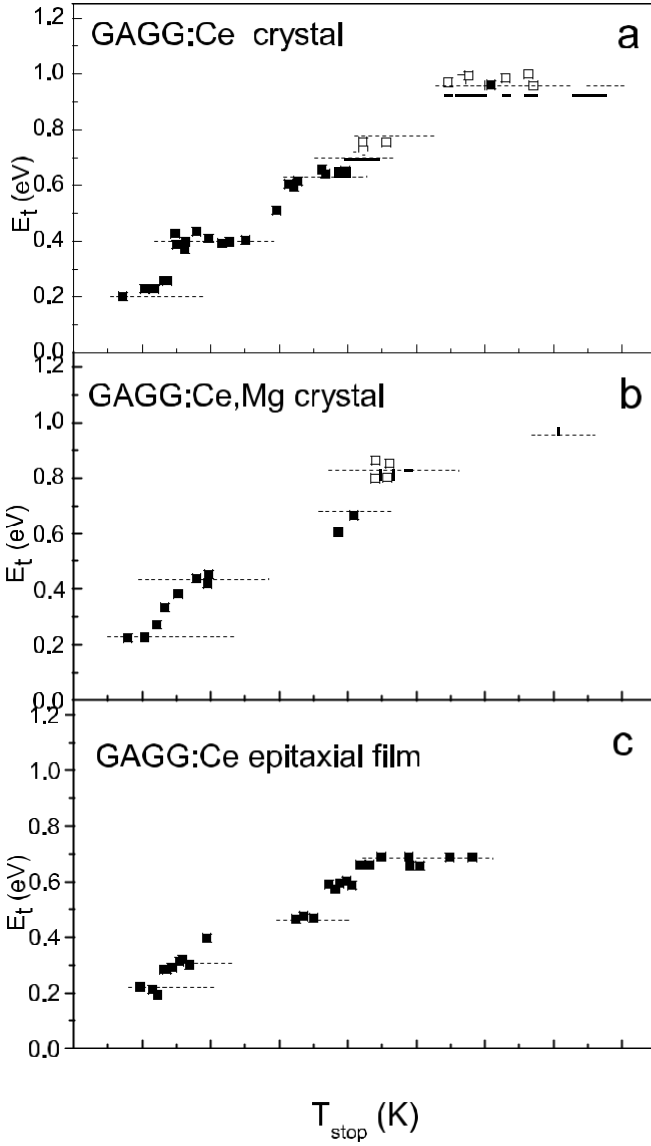 GAGG:Ce crystal
a
1.2
1.0
0.8
0.6
0.4
0.2
0.0
E_t (eV)
GAGG:Ce,Mg crystal
b
1.2
1.0
0.8
0.6
0.4
0.2
0.0
E_t (eV)
GAGG:Ce epitaxial film
c
1.2
1.0
0.8
0.6
0.4
0.2
0.0
E_t (eV)
T_stop (K)